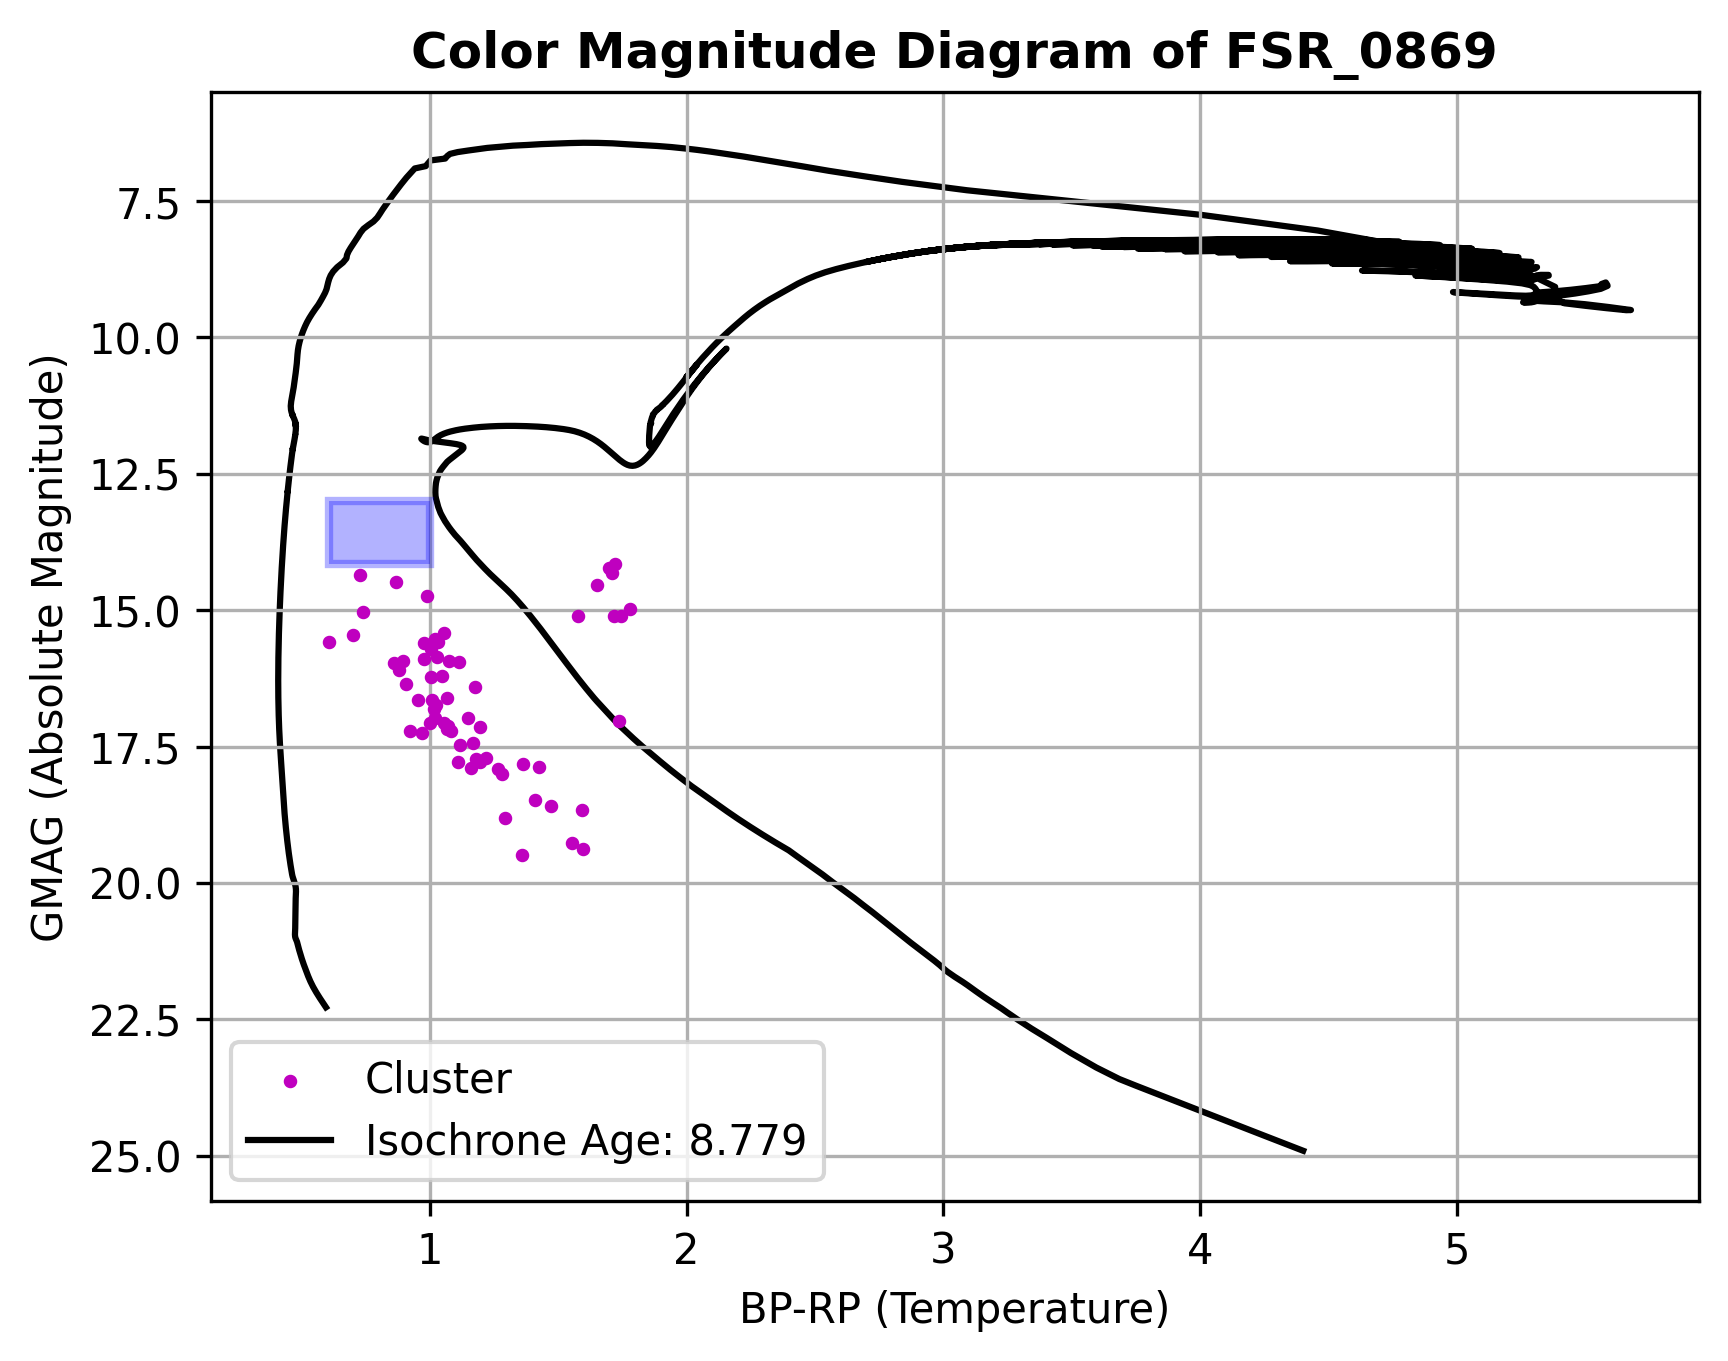 Color Magnitude Diagram of FSR_0869
GMAG (Absolute Magnitude)
7.5
10.0
12.5
15.0
17.5
20.0
22.5
25.0
Cluster
Isochrone Age: 8.779
1 2 3 4 5
BP-RP (Temperature)